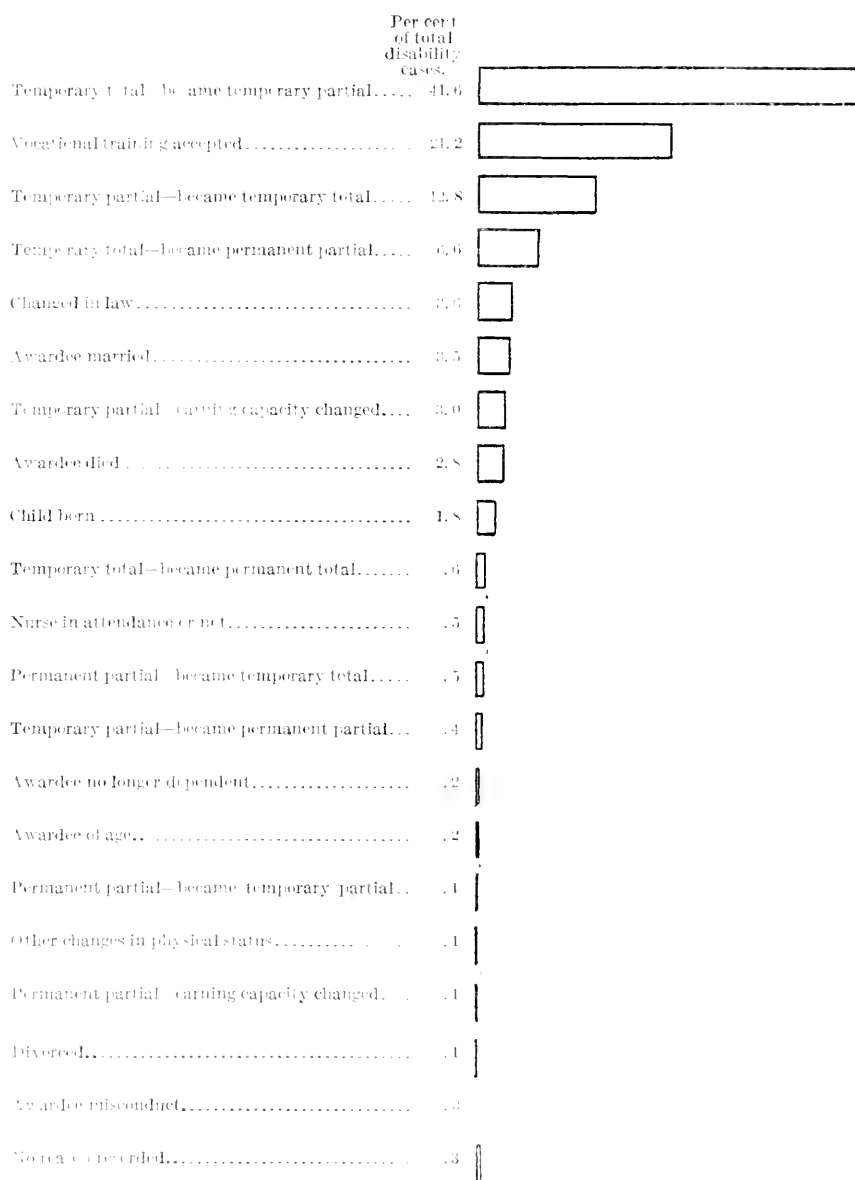 Per cent
of total
disability
cases.
Temporary total—became temporary partial..... 41.6
Vocational training accepted..................... 21.2
Temporary partial—became temporary total..... 12.8
Temporary total—became permanent partial..... 6.6
Changed in law................................... 3.6
Awardee married................................. 3.5
Temporary partial—earning capacity changed.... 3.0
Awardee died.................................... 2.8
Child born...................................... 1.8
Temporary total—became permanent total....... .6
Nurse in attendance or not....................... .5
Permanent partial—became temporary total..... .5
Temporary partial—became permanent partial... .4
Awardee no longer dependent.................... .2
Awardee of age.................................. .2
Permanent partial—became temporary partial.. .1
Other changes in physical status................ .1
Permanent partial—earning capacity changed... .1
Divorced........................................ .1
Awardee misconduct.............................
No reason recorded.............................. .3